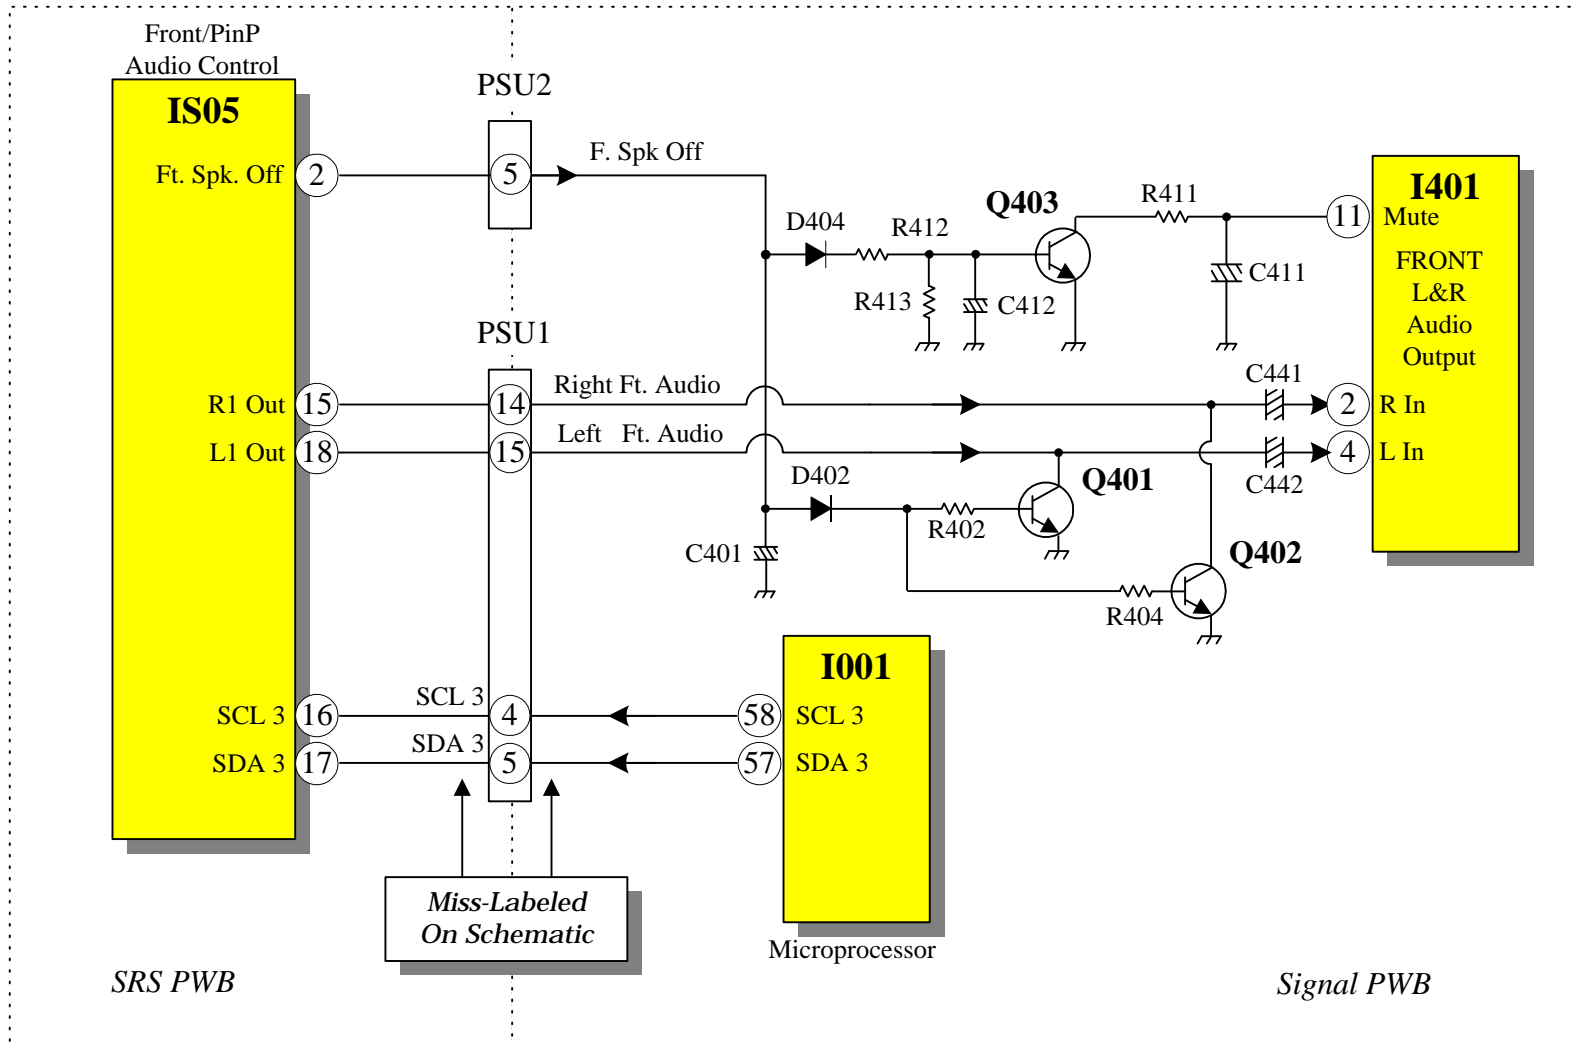 Front/PinP
Audio Control
IS05
Ft. Spk. Off
2
PSU2
5
F. Spk Off
D404
R412
R413
C412
Q403
R411
C411
11
I401
Mute
FRONT
L&R
Audio
Output
PSU1
R1 Out
15
14
Right Ft. Audio
C441
2
R In
L1 Out
18
15
Left Ft. Audio
C442
4
L In
D402
R402
Q401
C401
R404
Q402
I001
SCL 3
16
SCL 3
4
58
SCL 3
SDA 3
17
SDA 3
5
57
SDA 3
Miss-Labeled
On Schematic
Microprocessor
SRS PWB
Signal PWB